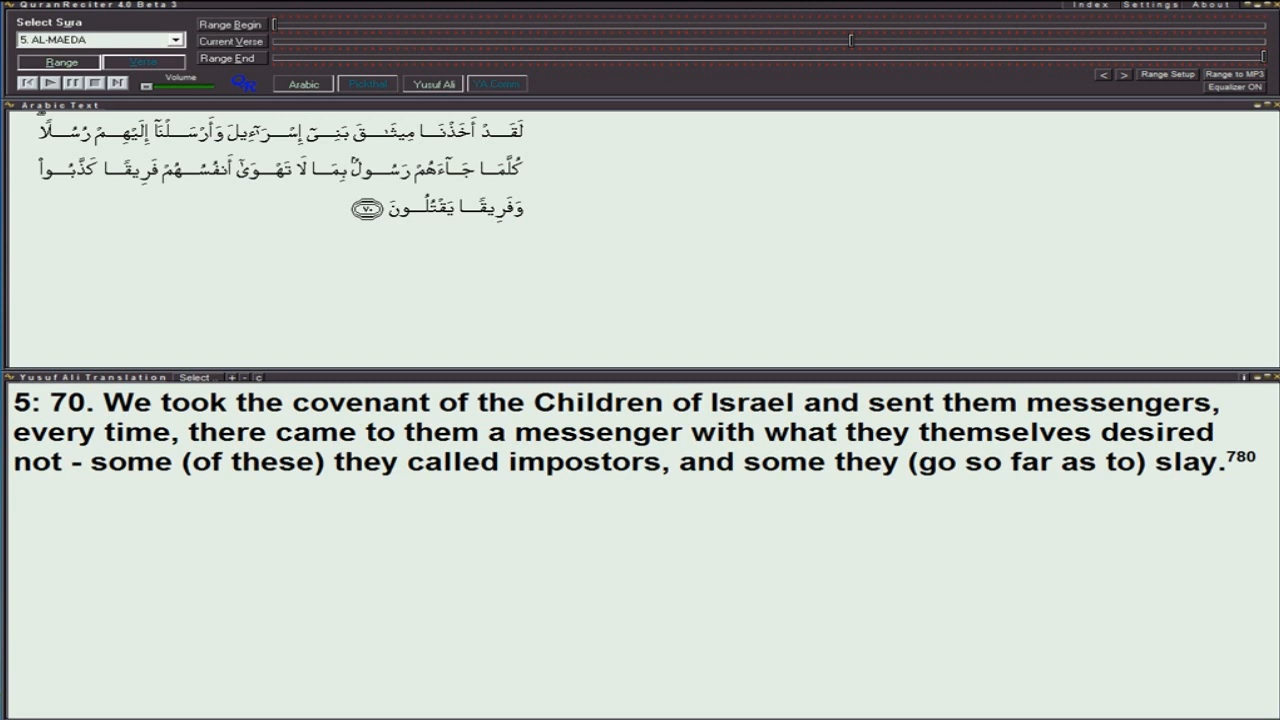 QuranReciter 4.0 Beta 3
Index Settings About
Select Sura
5. AL-MAEDA
Range Verse
Volume
Range Begin
Current Verse
Range End
QR
Arabic Pickthal Yusuf Ali YA Comm
< > Range Setup Range to MP3
Equalizer ON
Arabic Text
لَقَدْ أَخَذْنَا مِيثَٰقَ بَنِىٓ إِسْرَٰٓءِيلَ وَأَرْسَلْنَآ إِلَيْهِمْ رُسُلًۭا ۖ
كُلَّمَا جَآءَهُمْ رَسُولٌۢ بِمَا لَا تَهْوَىٰٓ أَنفُسُهُمْ فَرِيقًۭا كَذَّبُوا۟
وَفَرِيقًۭا يَقْتُلُونَ ٧٠
Yusuf Ali Translation Select + - c i
5: 70. We took the covenant of the Children of Israel and sent them messengers,
every time, there came to them a messenger with what they themselves desired
not - some (of these) they called impostors, and some they (go so far as to) slay.780